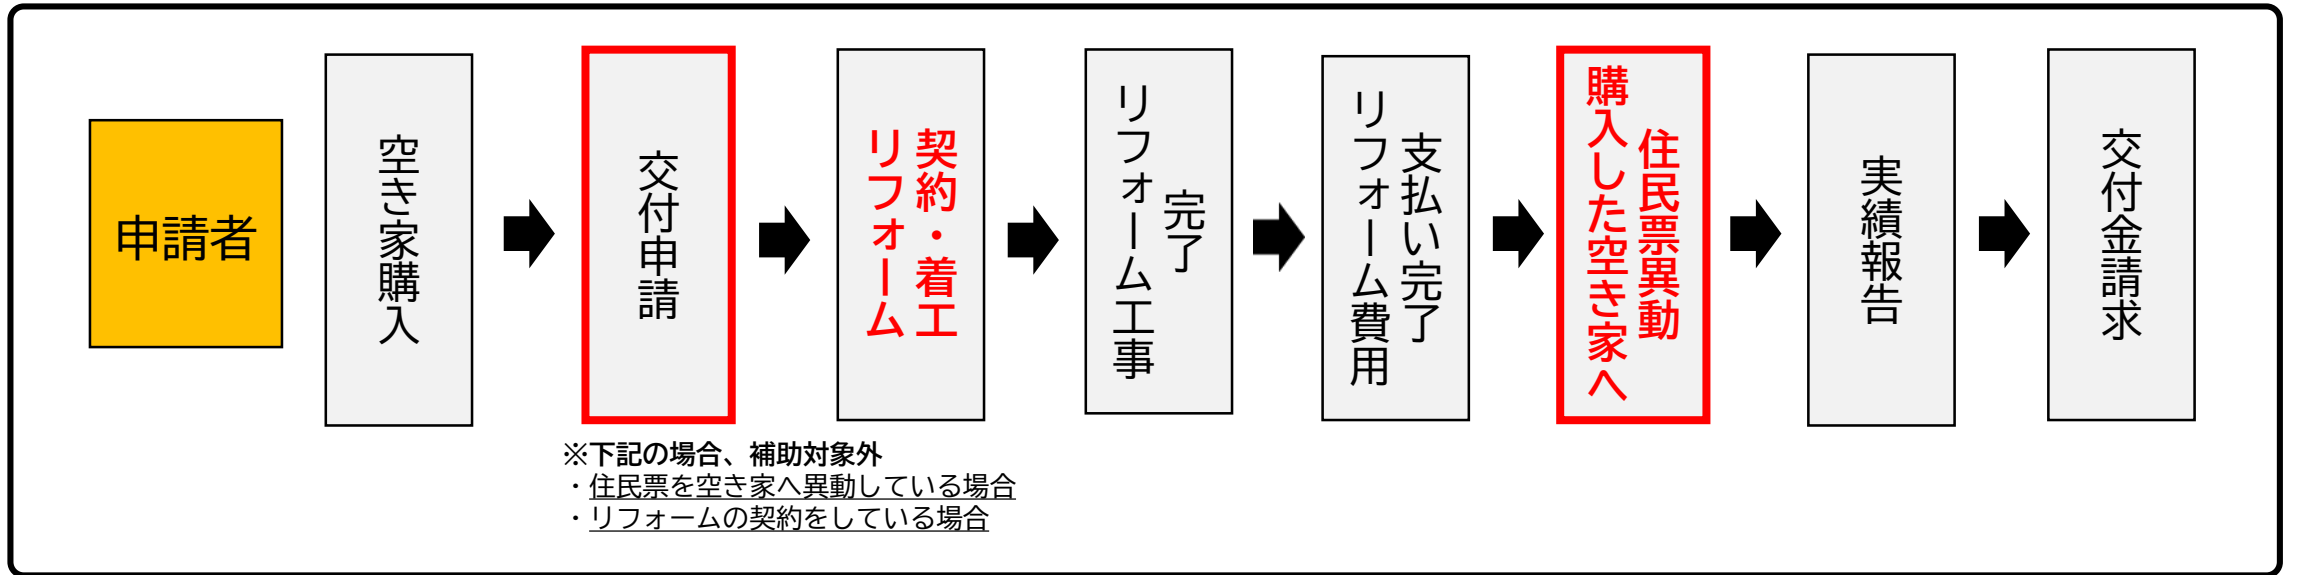 申請者
空き家購入
交付申請
リフォーム
契約・着工
リフォーム工事
完了
リフォーム費用
支払い完了
購入した空き家へ
住民票異動
実績報告
交付金請求
※下記の場合、補助対象外
・住民票を空き家へ異動している場合
・リフォームの契約をしている場合